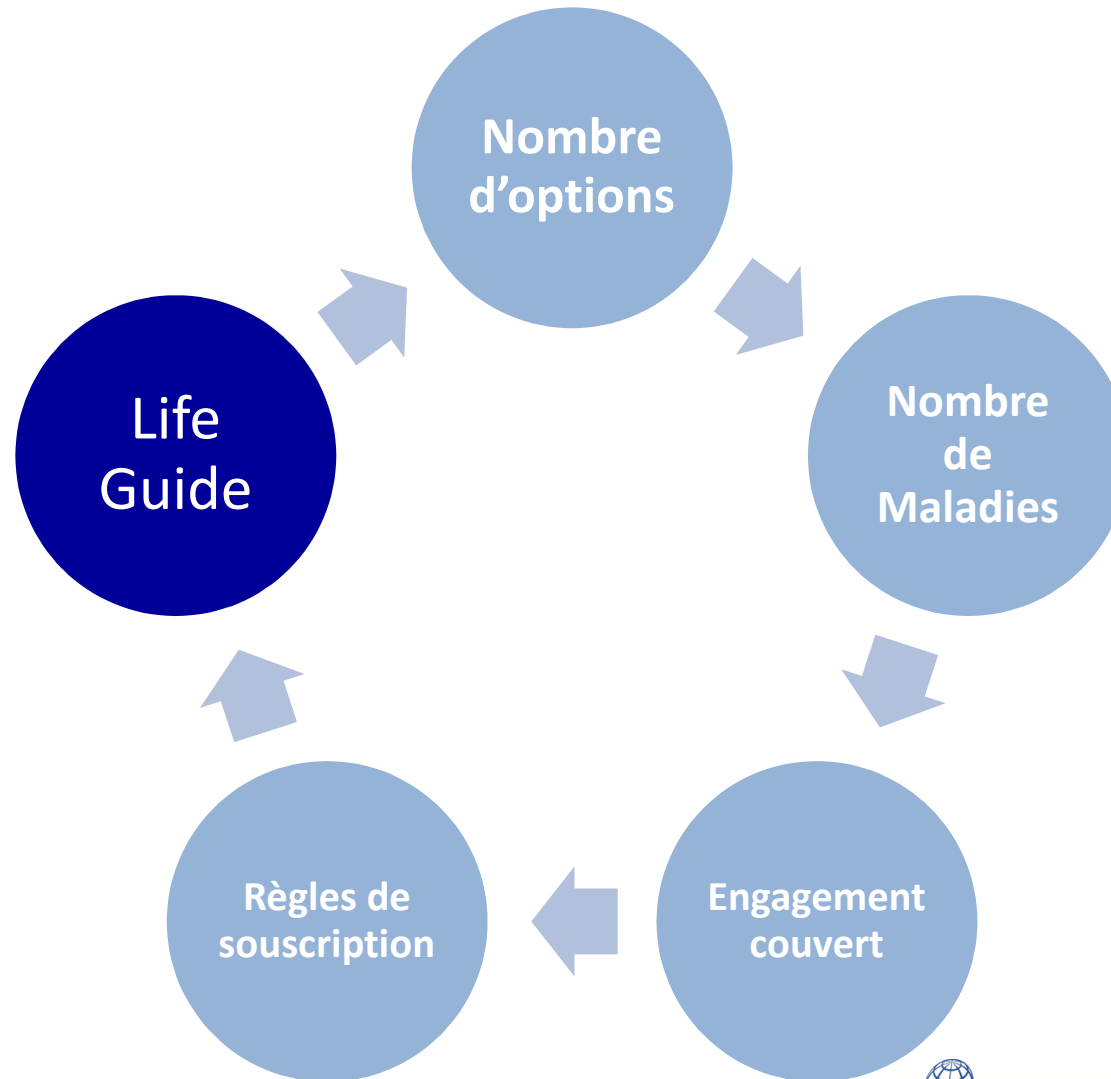 Nombre
d’options
Life
Guide
Nombre
de
Maladies
Règles de
souscription
Engagement
couvert